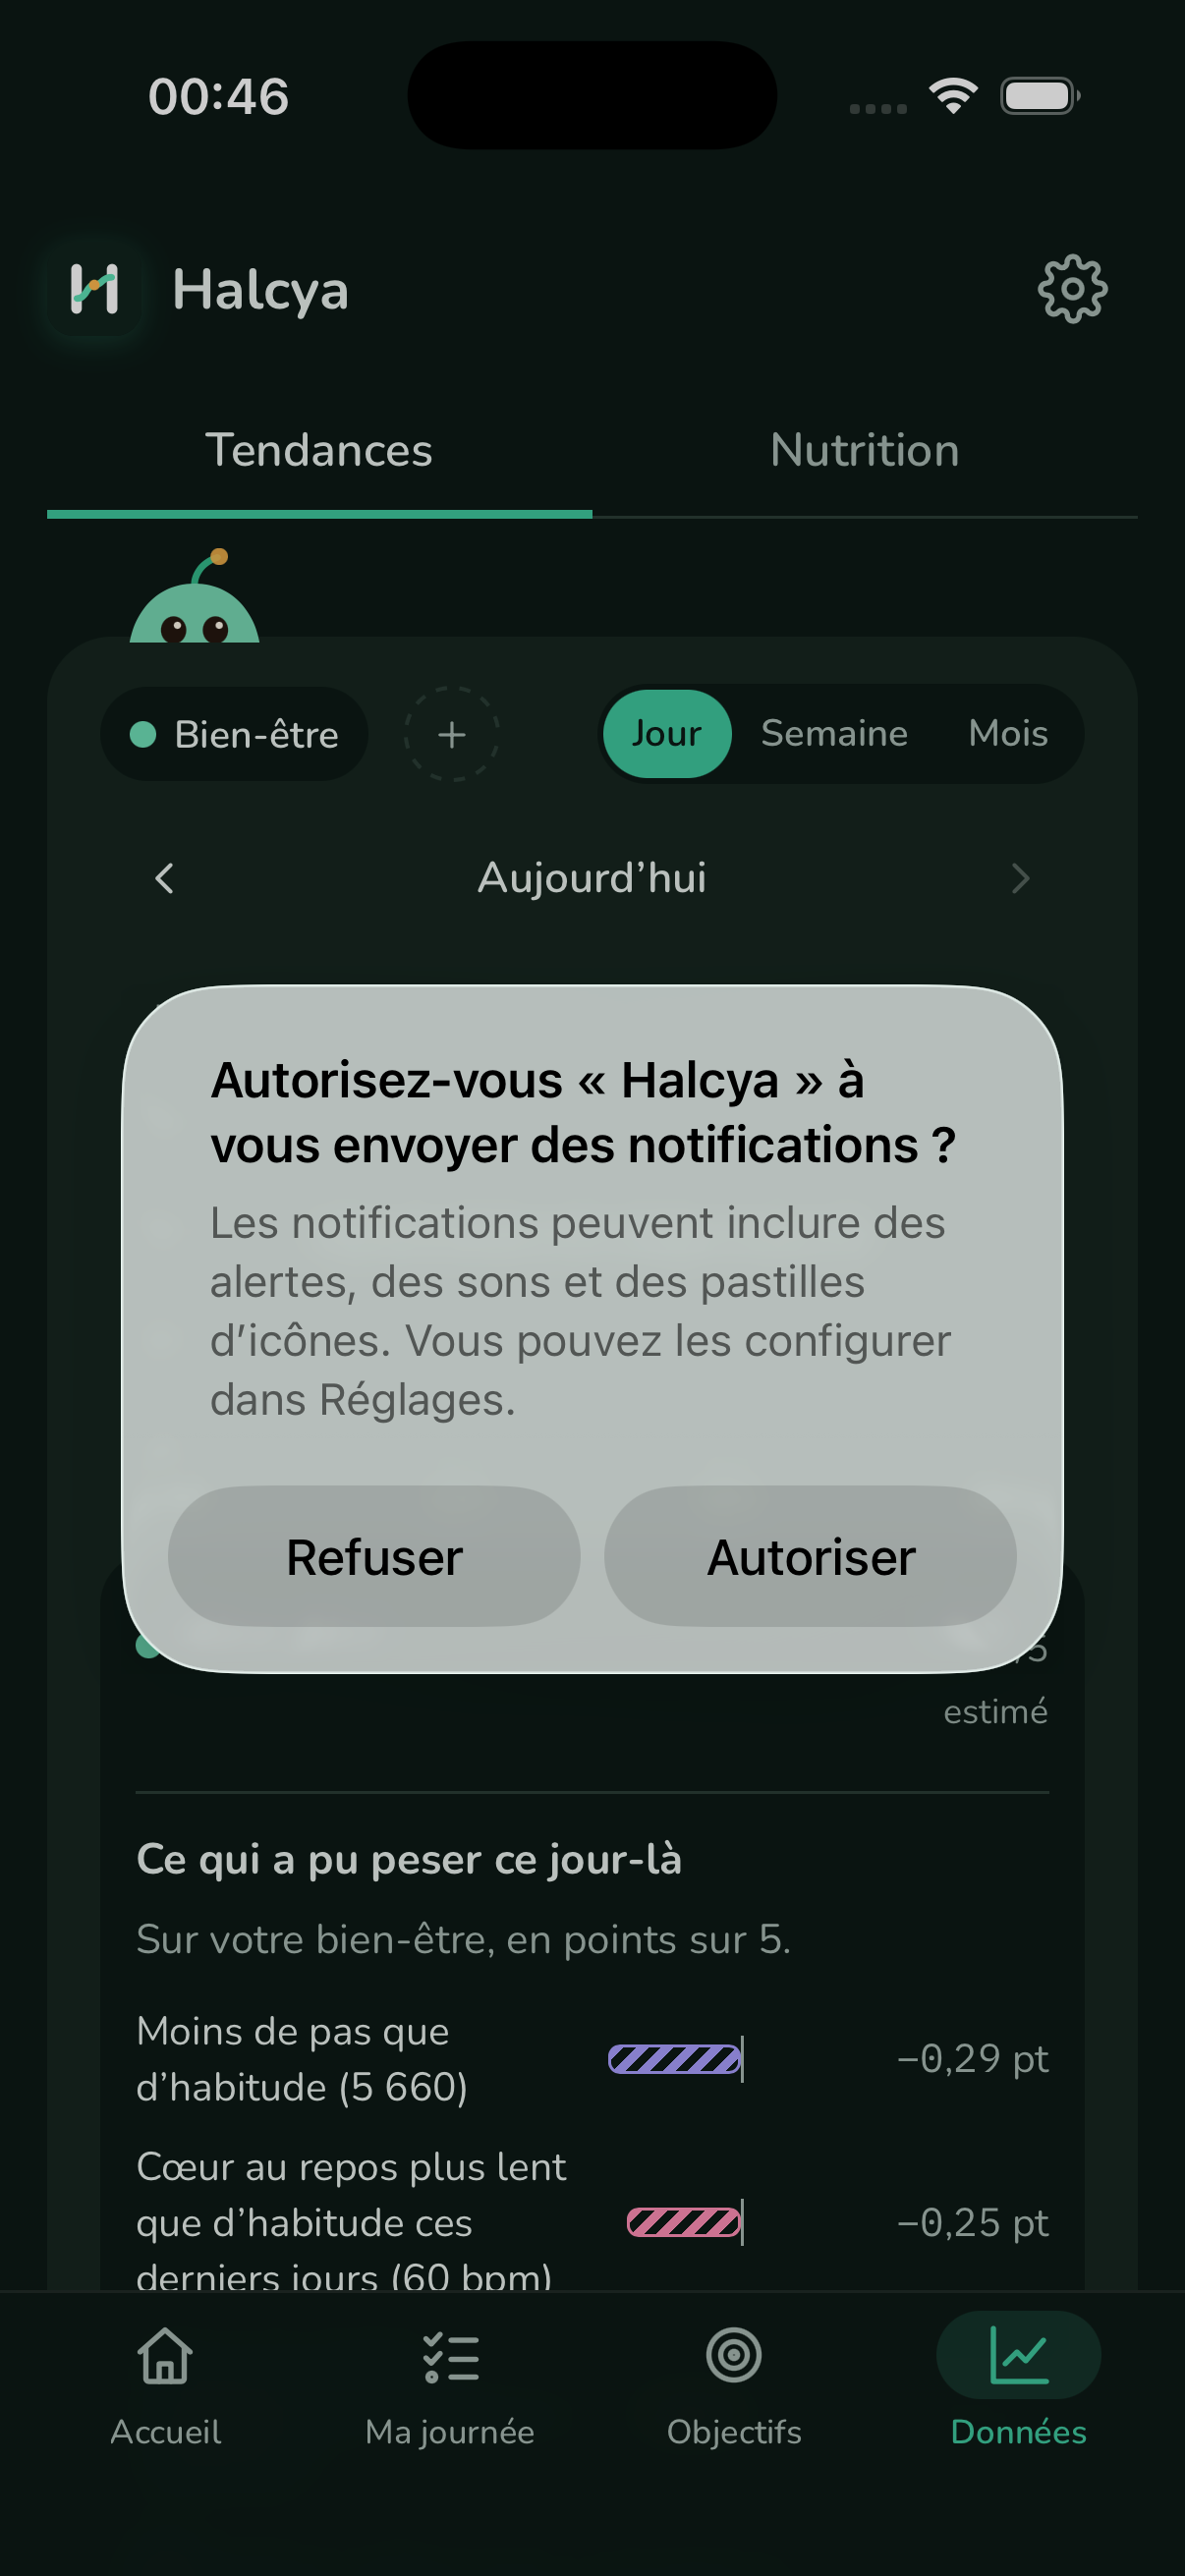 00:46
Halcya
Tendances
Nutrition
Bien-être
+
Jour
Semaine
Mois
Aujourd’hui
Autorisez-vous « Halcya » à
vous envoyer des notifications ?
Les notifications peuvent inclure des
alertes, des sons et des pastilles
d’icônes. Vous pouvez les configurer
dans Réglages.
Refuser
Autoriser
estimé
Ce qui a pu peser ce jour-là
Sur votre bien-être, en points sur 5.
Moins de pas que
d’habitude (5 660)
−0,29 pt
Cœur au repos plus lent
que d’habitude ces
derniers jours (60 bpm)
−0,25 pt
Accueil
Ma journée
Objectifs
Données